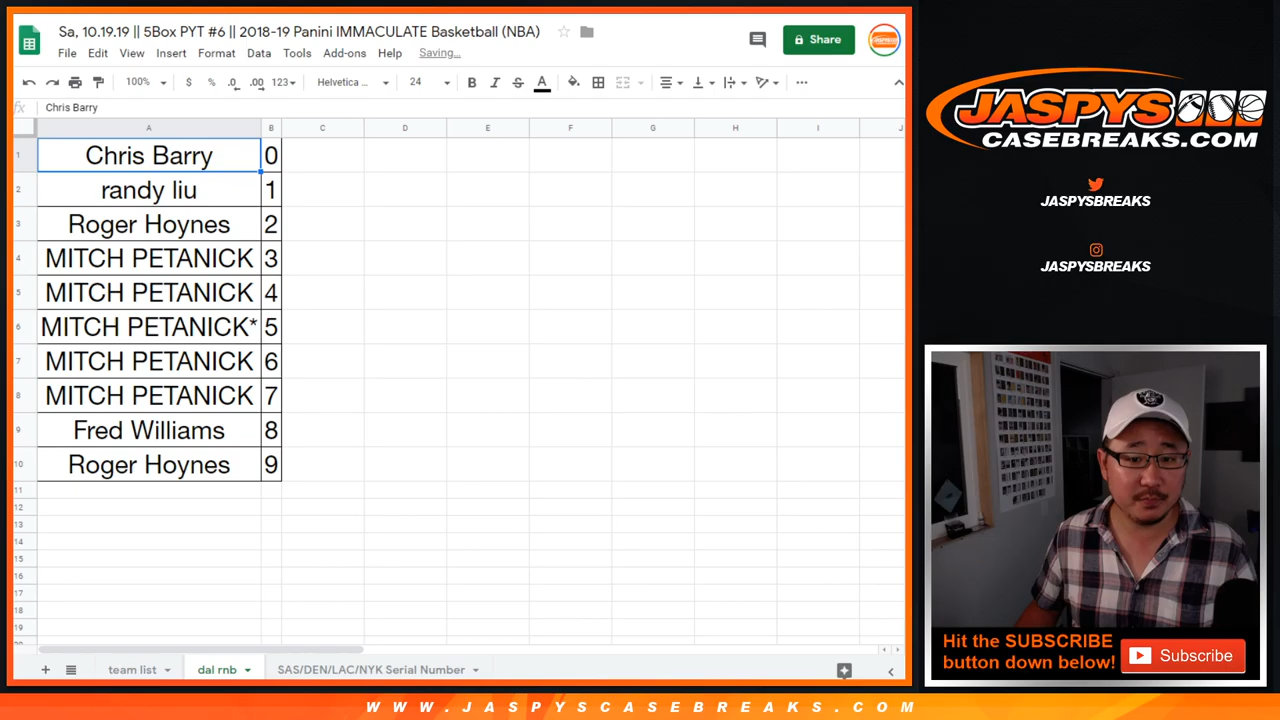 Sa, 10.19.19 || 5Box PYT #6 || 2018-19 Panini IMMACULATE Basketball (NBA)
File Edit View Insert Format Data Tools Add-ons Help Saving...
Share
100% $ % .0 .00 123 Helvetica ... 24 B I S A
fx Chris Barry
A B C D E F G H I J
1 Chris Barry 0
2 randy liu 1
3 Roger Hoynes 2
4 MITCH PETANICK 3
5 MITCH PETANICK 4
6 MITCH PETANICK* 5
7 MITCH PETANICK 6
8 MITCH PETANICK 7
9 Fred Williams 8
10 Roger Hoynes 9
11
12
13
14
15
16
17
18
19
team list dal rnb SAS/DEN/LAC/NYK Serial Number
JASPYS
CASEBREAKS.COM
JASPYSBREAKS
JASPYSBREAKS
Hit the SUBSCRIBE
button down below!
Subscribe
WWW.JASPYSCASEBREAKS.COM